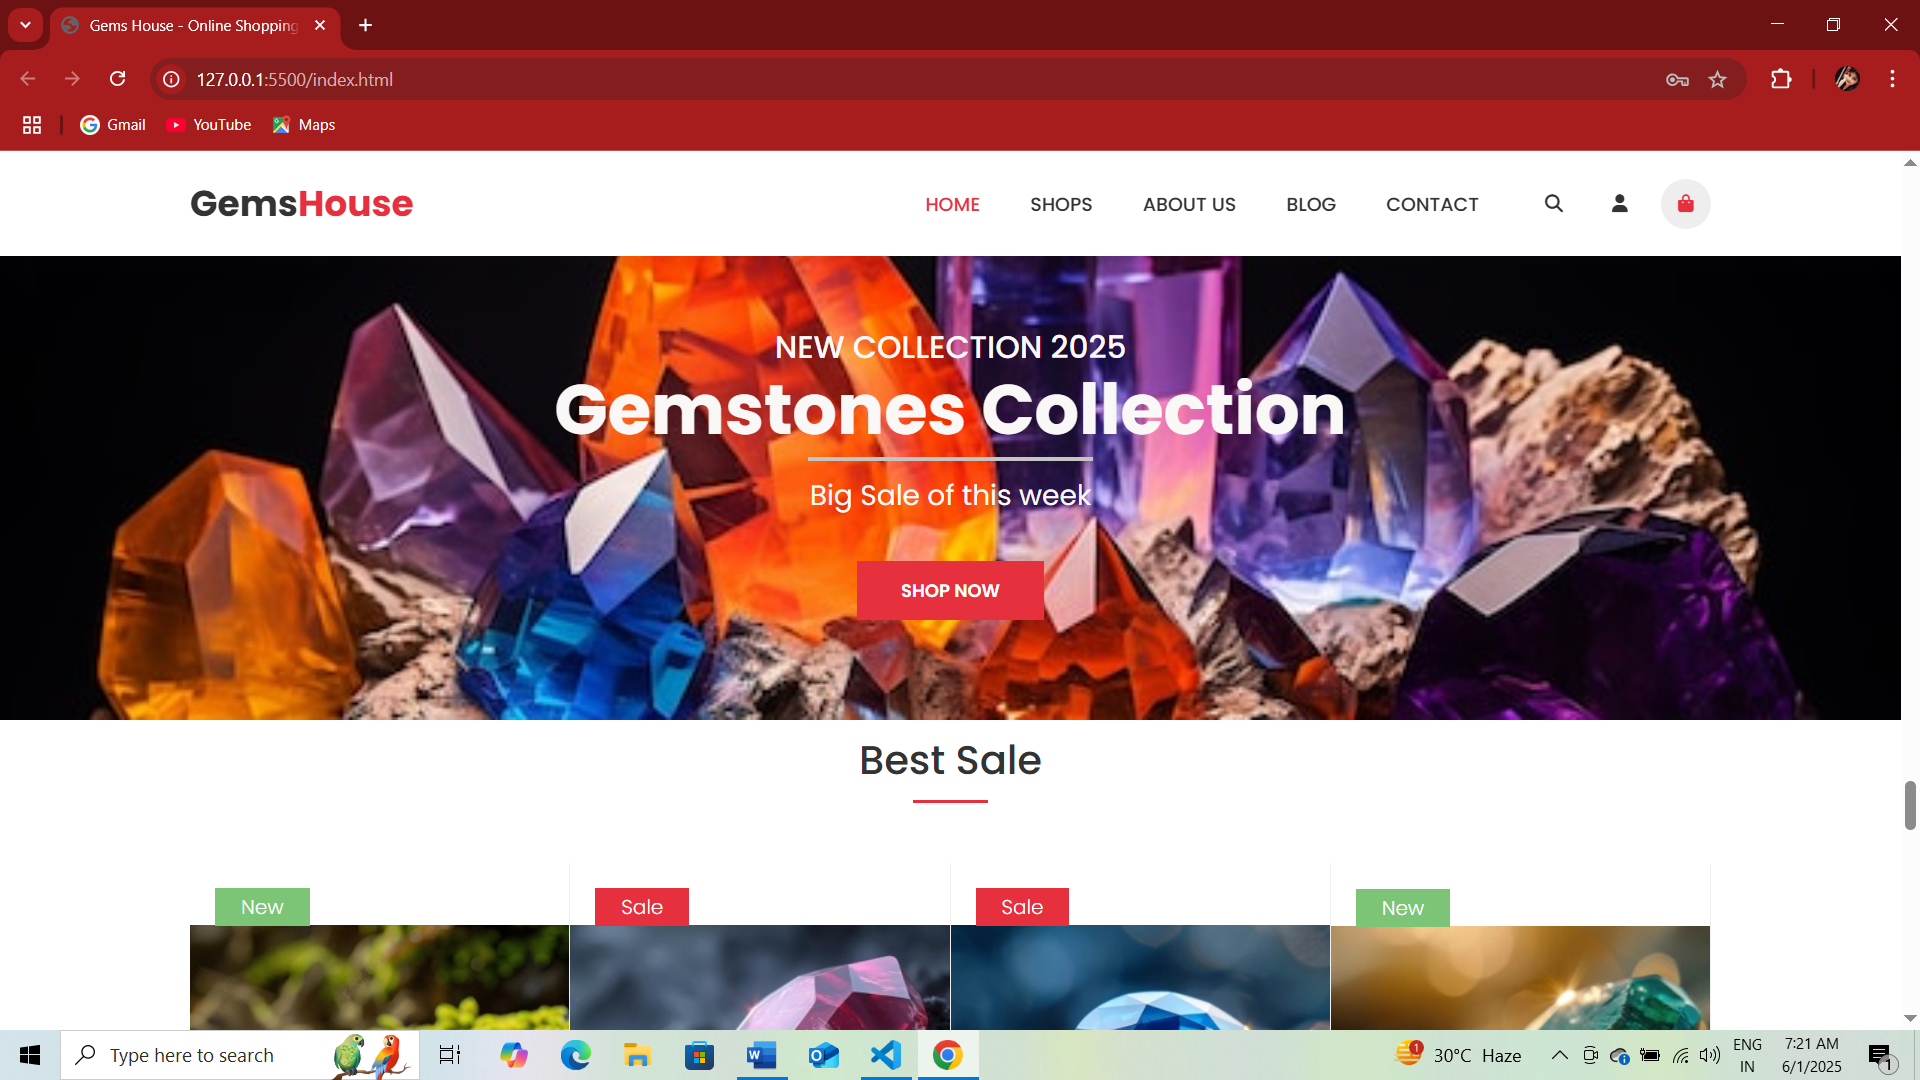 Gems House - Online Shopping
127.0.0.1:5500/index.html
Gmail
YouTube
Maps
GemsHouse
HOME
SHOPS
ABOUT US
BLOG
CONTACT
NEW COLLECTION 2025
Gemstones Collection
Big Sale of this week
SHOP NOW
Best Sale
New
Sale
Sale
New
Type here to search
1
30°C Haze
ENG
IN
7:21 AM
6/1/2025
1